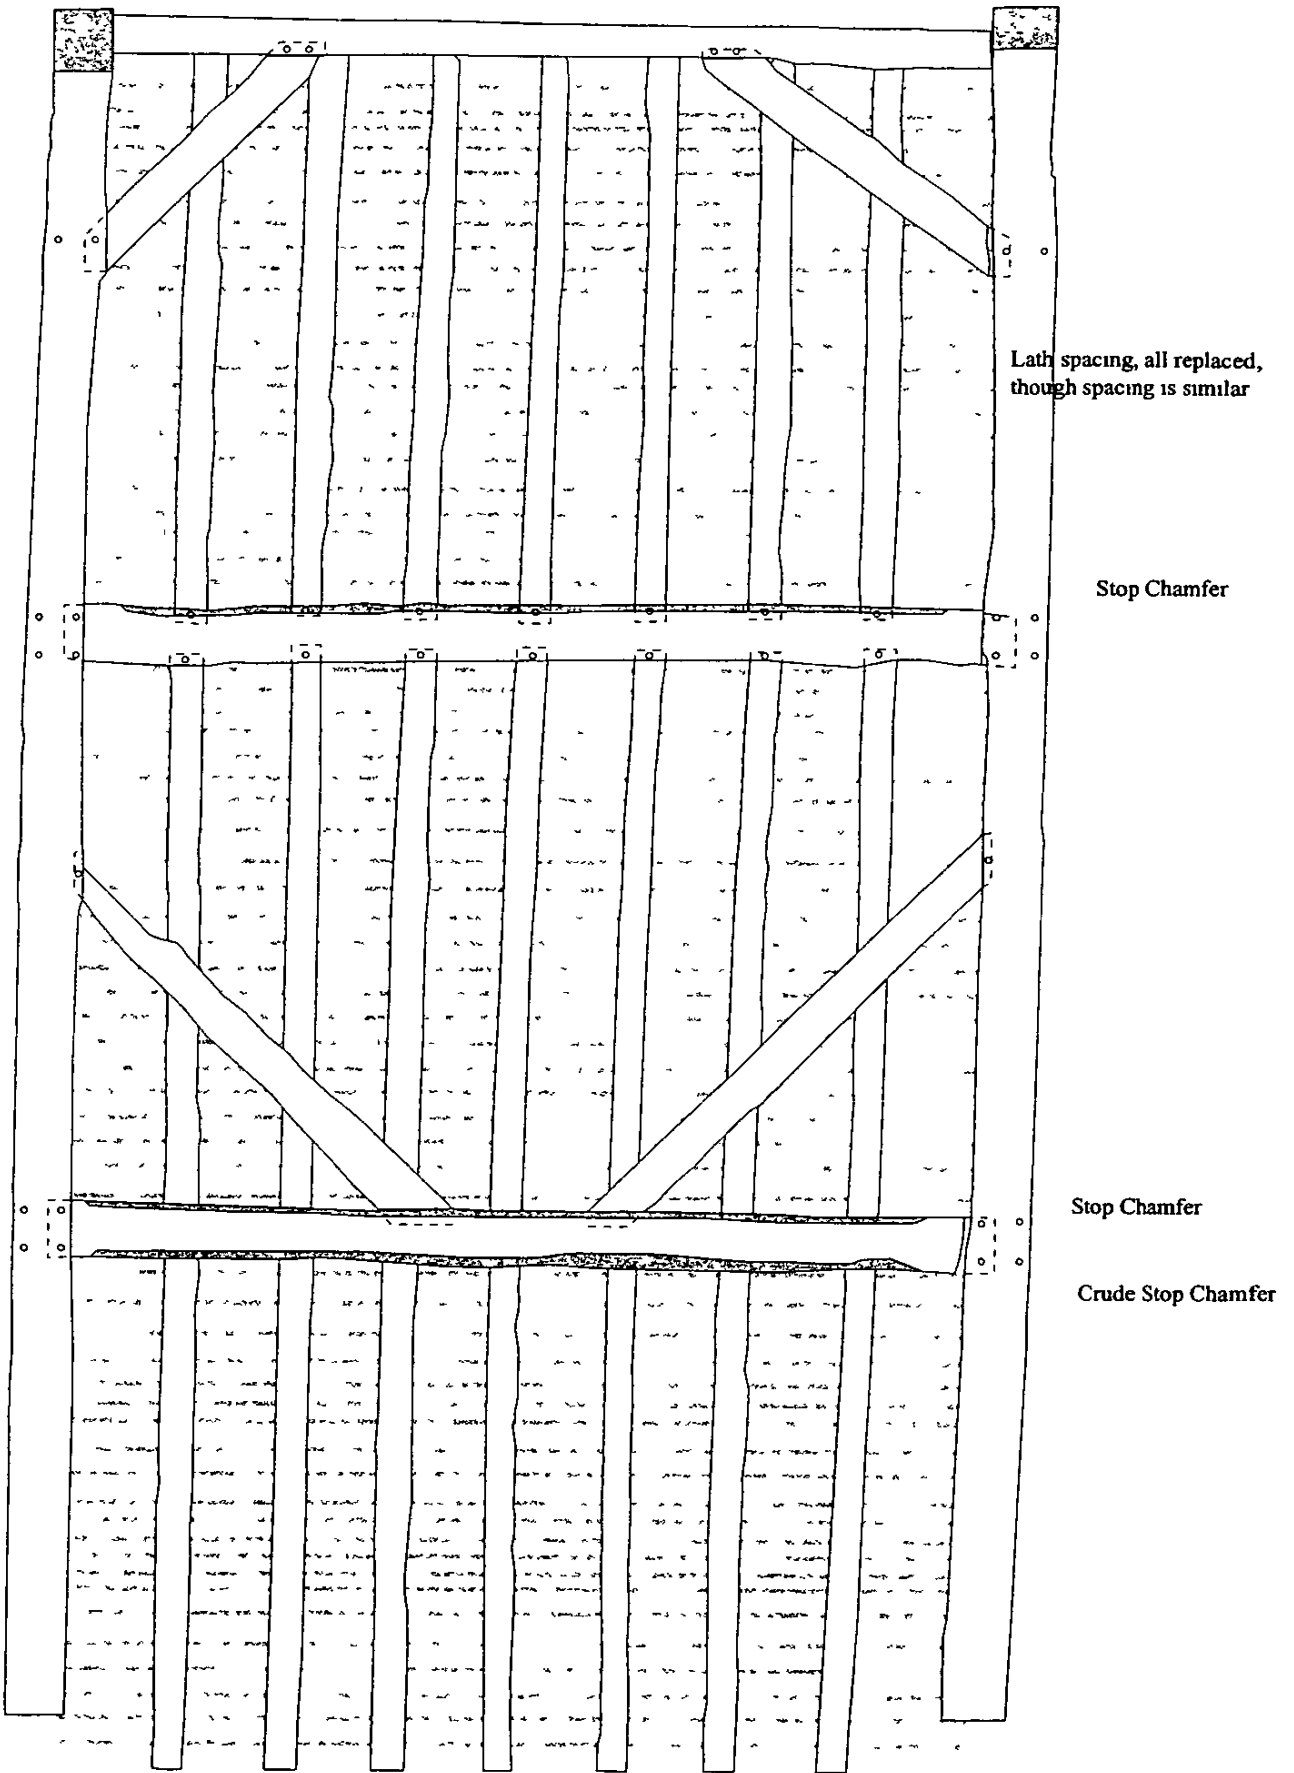 Lath spacing, all replaced,
though spacing is similar
Stop Chamfer
Stop Chamfer
Crude Stop Chamfer